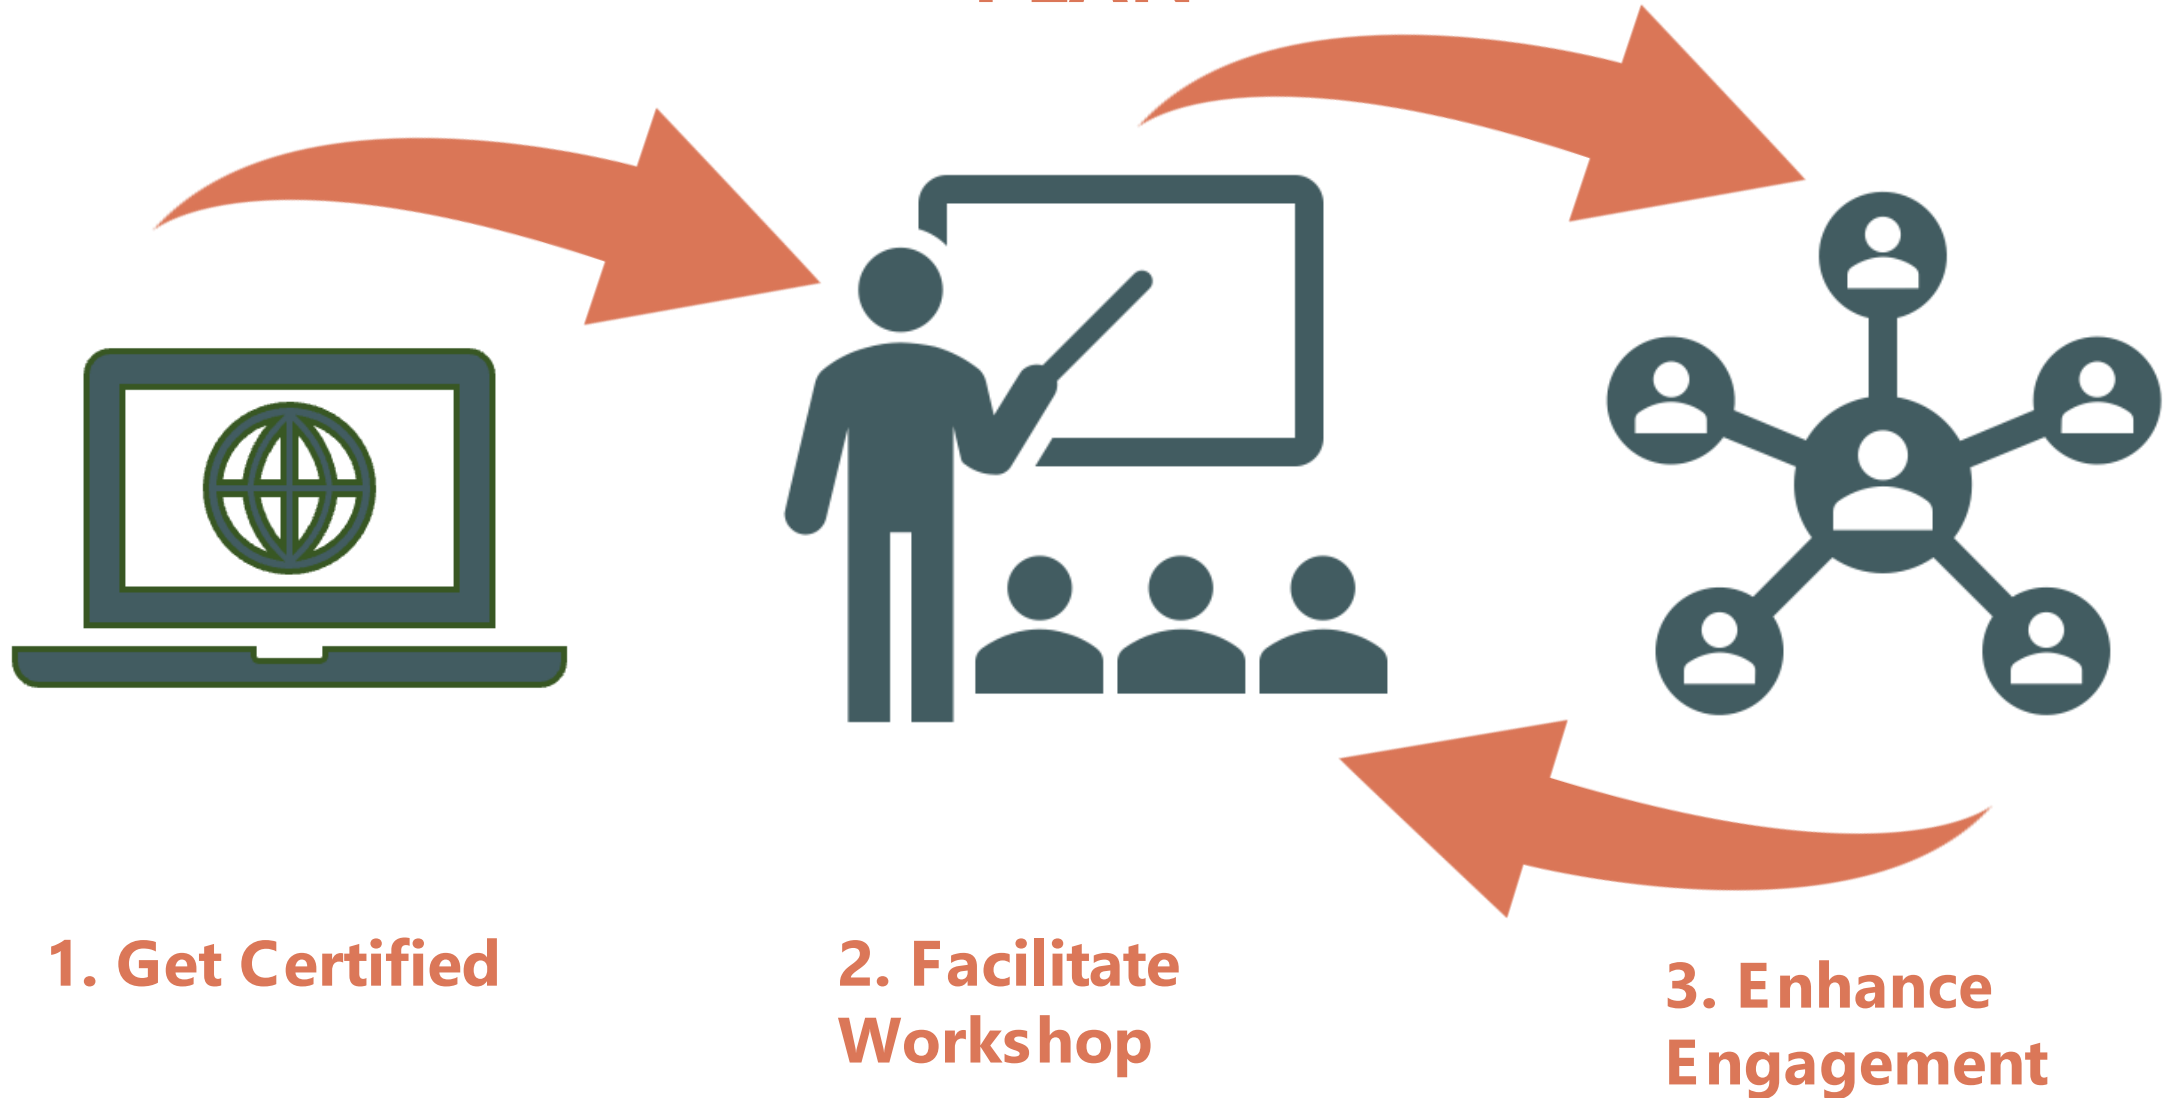 1. Get Certified
2. Facilitate
Workshop
3. Enhance
Engagement